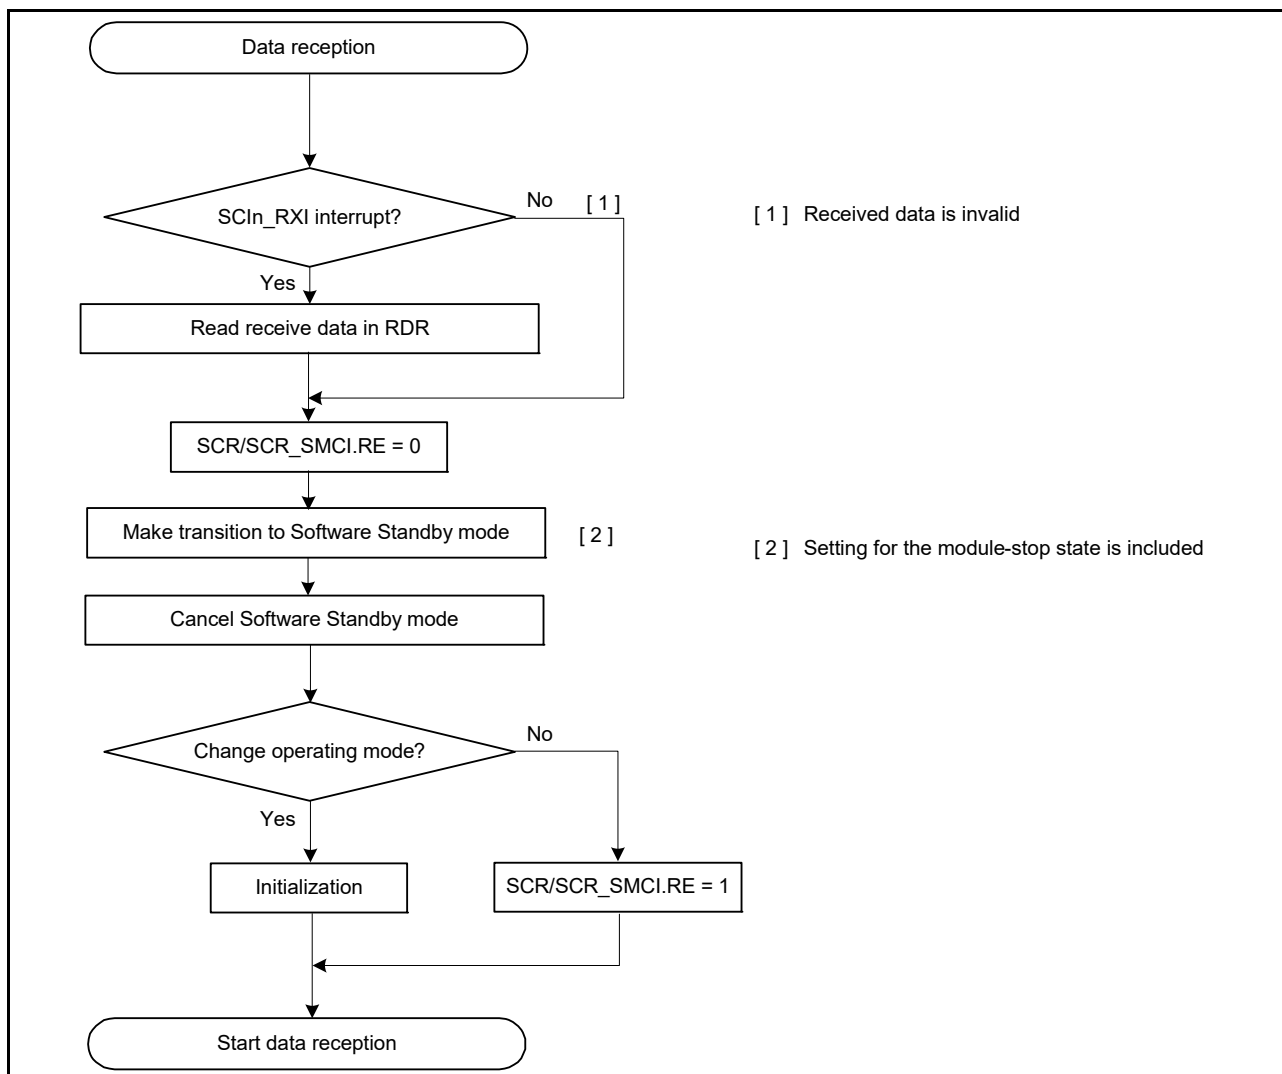 Data reception
SCIn_RXI interrupt?
No
[ 1 ]
[ 1 ] Received data is invalid
Yes
Read receive data in RDR
SCR/SCR_SMCI.RE = 0
Make transition to Software Standby mode
[ 2 ]
[ 2 ] Setting for the module-stop state is included
Cancel Software Standby mode
Change operating mode?
No
Yes
Initialization
SCR/SCR_SMCI.RE = 1
Start data reception